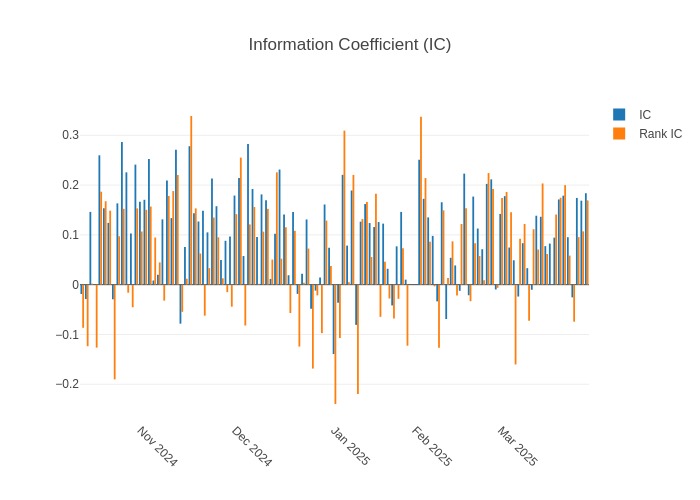 Information Coefficient (IC)
IC
Rank IC
0.3
0.2
0.1
0
−0.1
−0.2
Nov 2024
Dec 2024
Jan 2025
Feb 2025
Mar 2025